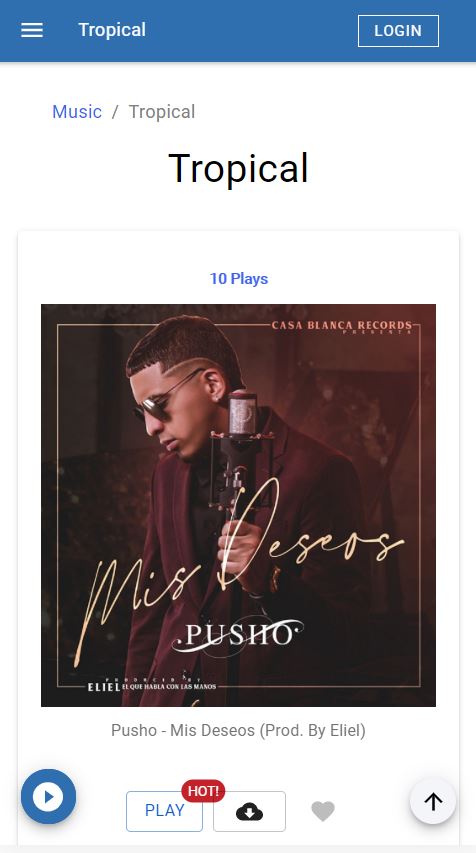 Tropical
LOGIN
Music / Tropical
Tropical
10 Plays
CASA BLANCA RECORDS
PRESENTA
Mis Deseos
PUSHO
PRODUCED BY
ELIEL EL QUE HABLA CON LAS MANOS
Pusho - Mis Deseos (Prod. By Eliel)
HOT!
PLAY